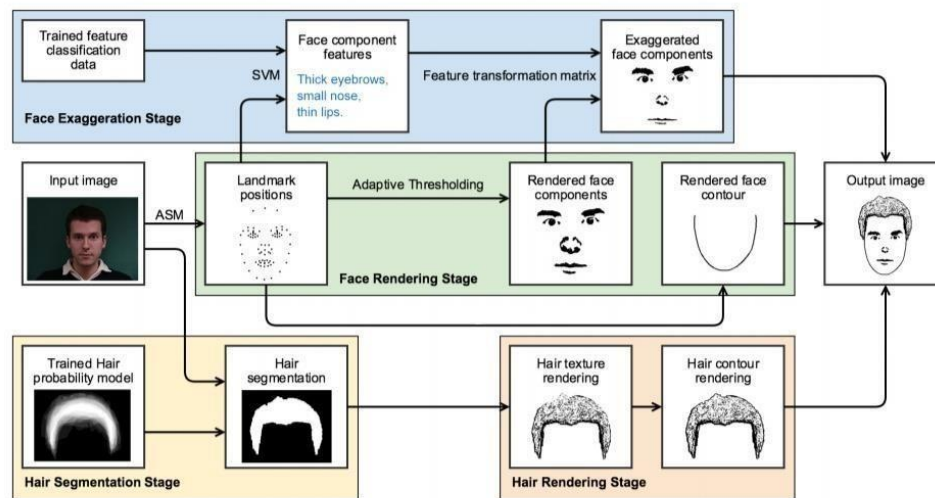 Trained feature
classification
data
SVM
Face component
features
Thick eyebrows,
small nose,
thin lips.
Feature transformation matrix
Exaggerated
face components
Face Exaggeration Stage
Input image
ASM
Landmark
positions
Adaptive Thresholding
Rendered face
components
Rendered face
contour
Output image
Face Rendering Stage
Trained Hair
probability model
Hair
segmentation
Hair texture
rendering
Hair contour
rendering
Hair Segmentation Stage
Hair Rendering Stage